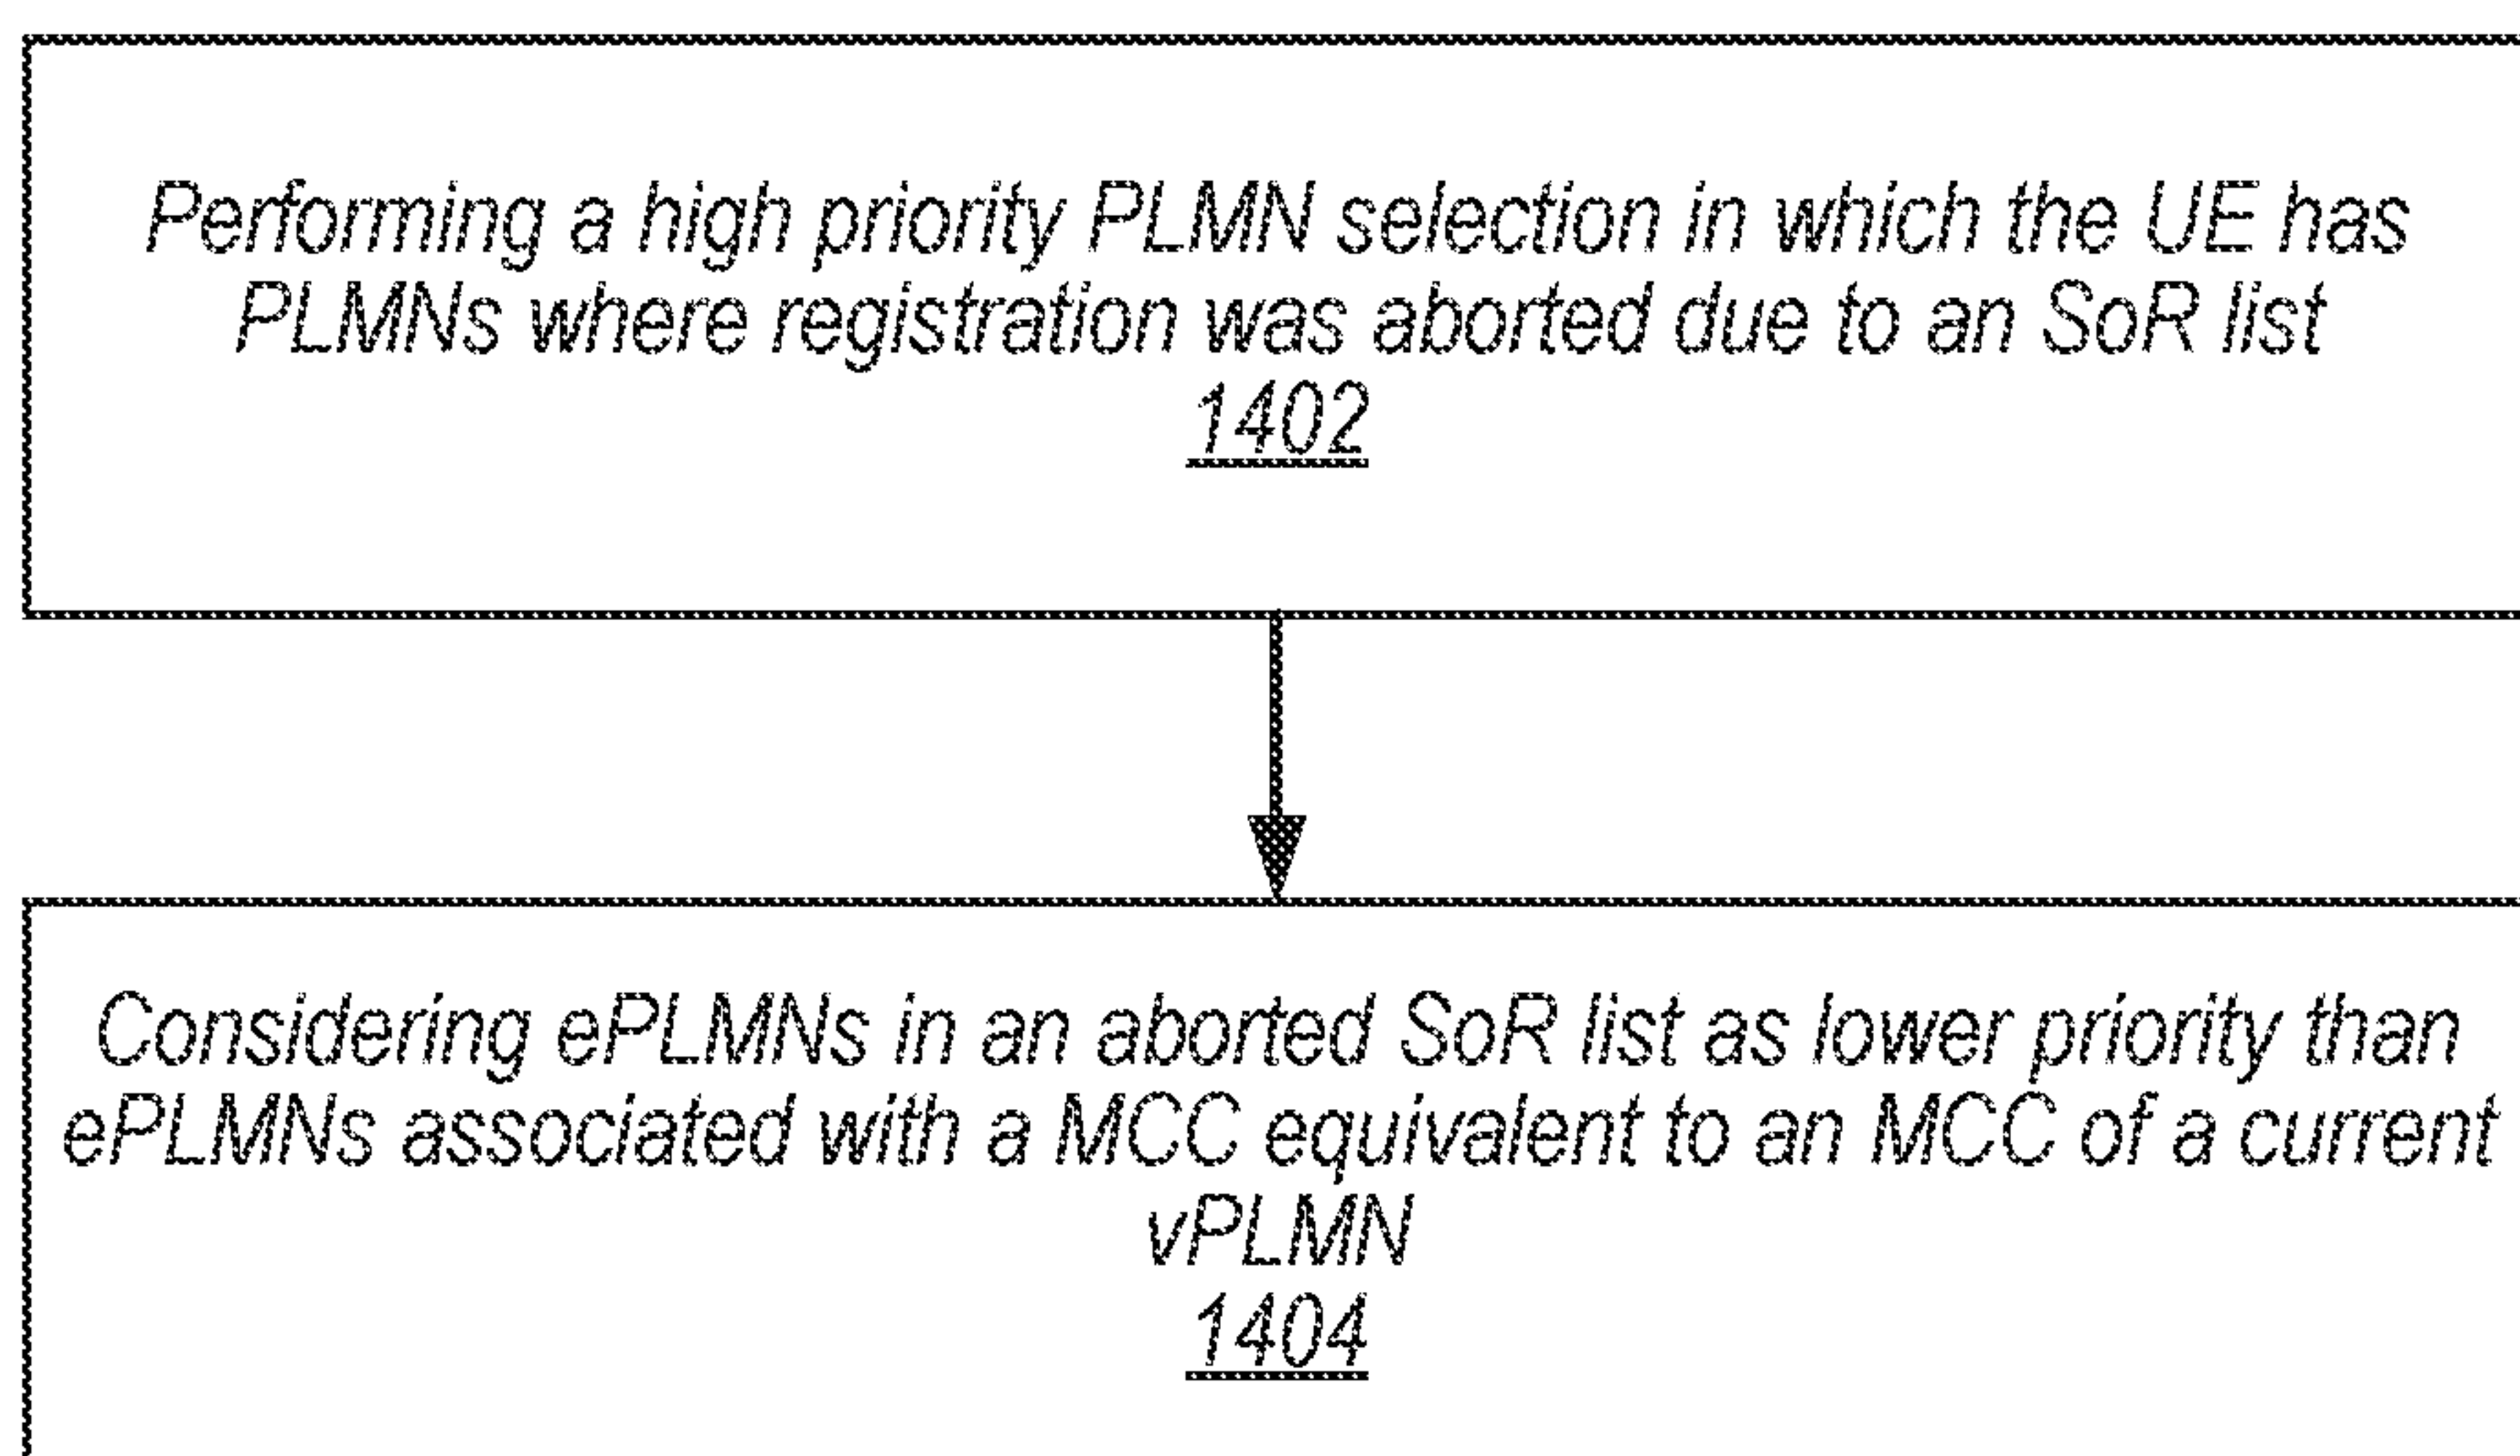 Performing a high priority PLMN selection in which the UE has
PLMNs where registration was aborted due to an SoR list
1402
Considering ePLMNs in an aborted SoR list as lower priority than
ePLMNs associated with a MCC equivalent to an MCC of a current
vPLMN
1404